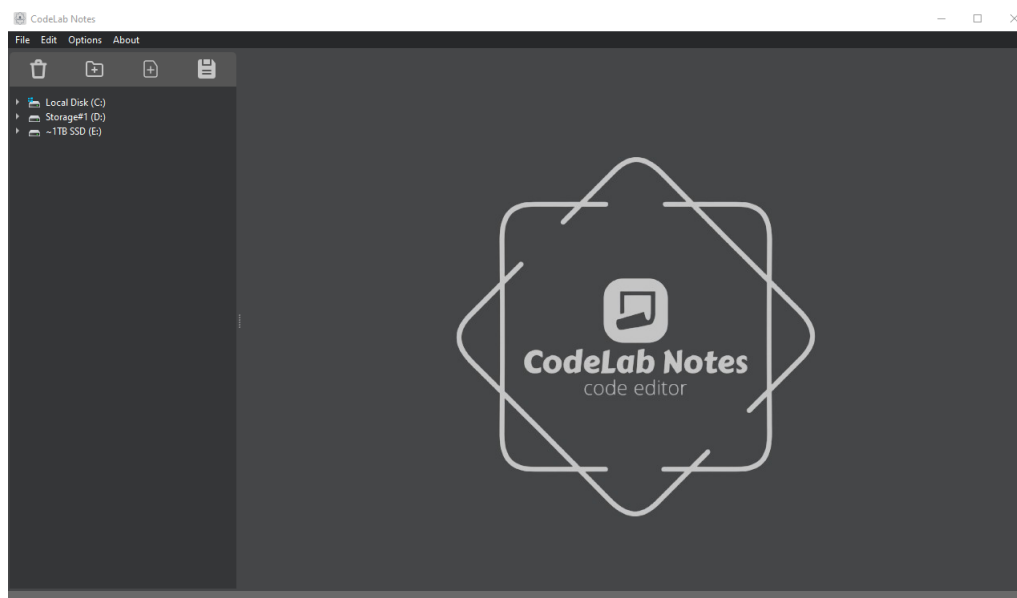 CodeLab Notes
File Edit Options About
Local Disk (C:)
Storage#1 (D:)
~1TB SSD (E:)
CodeLab Notes
code editor